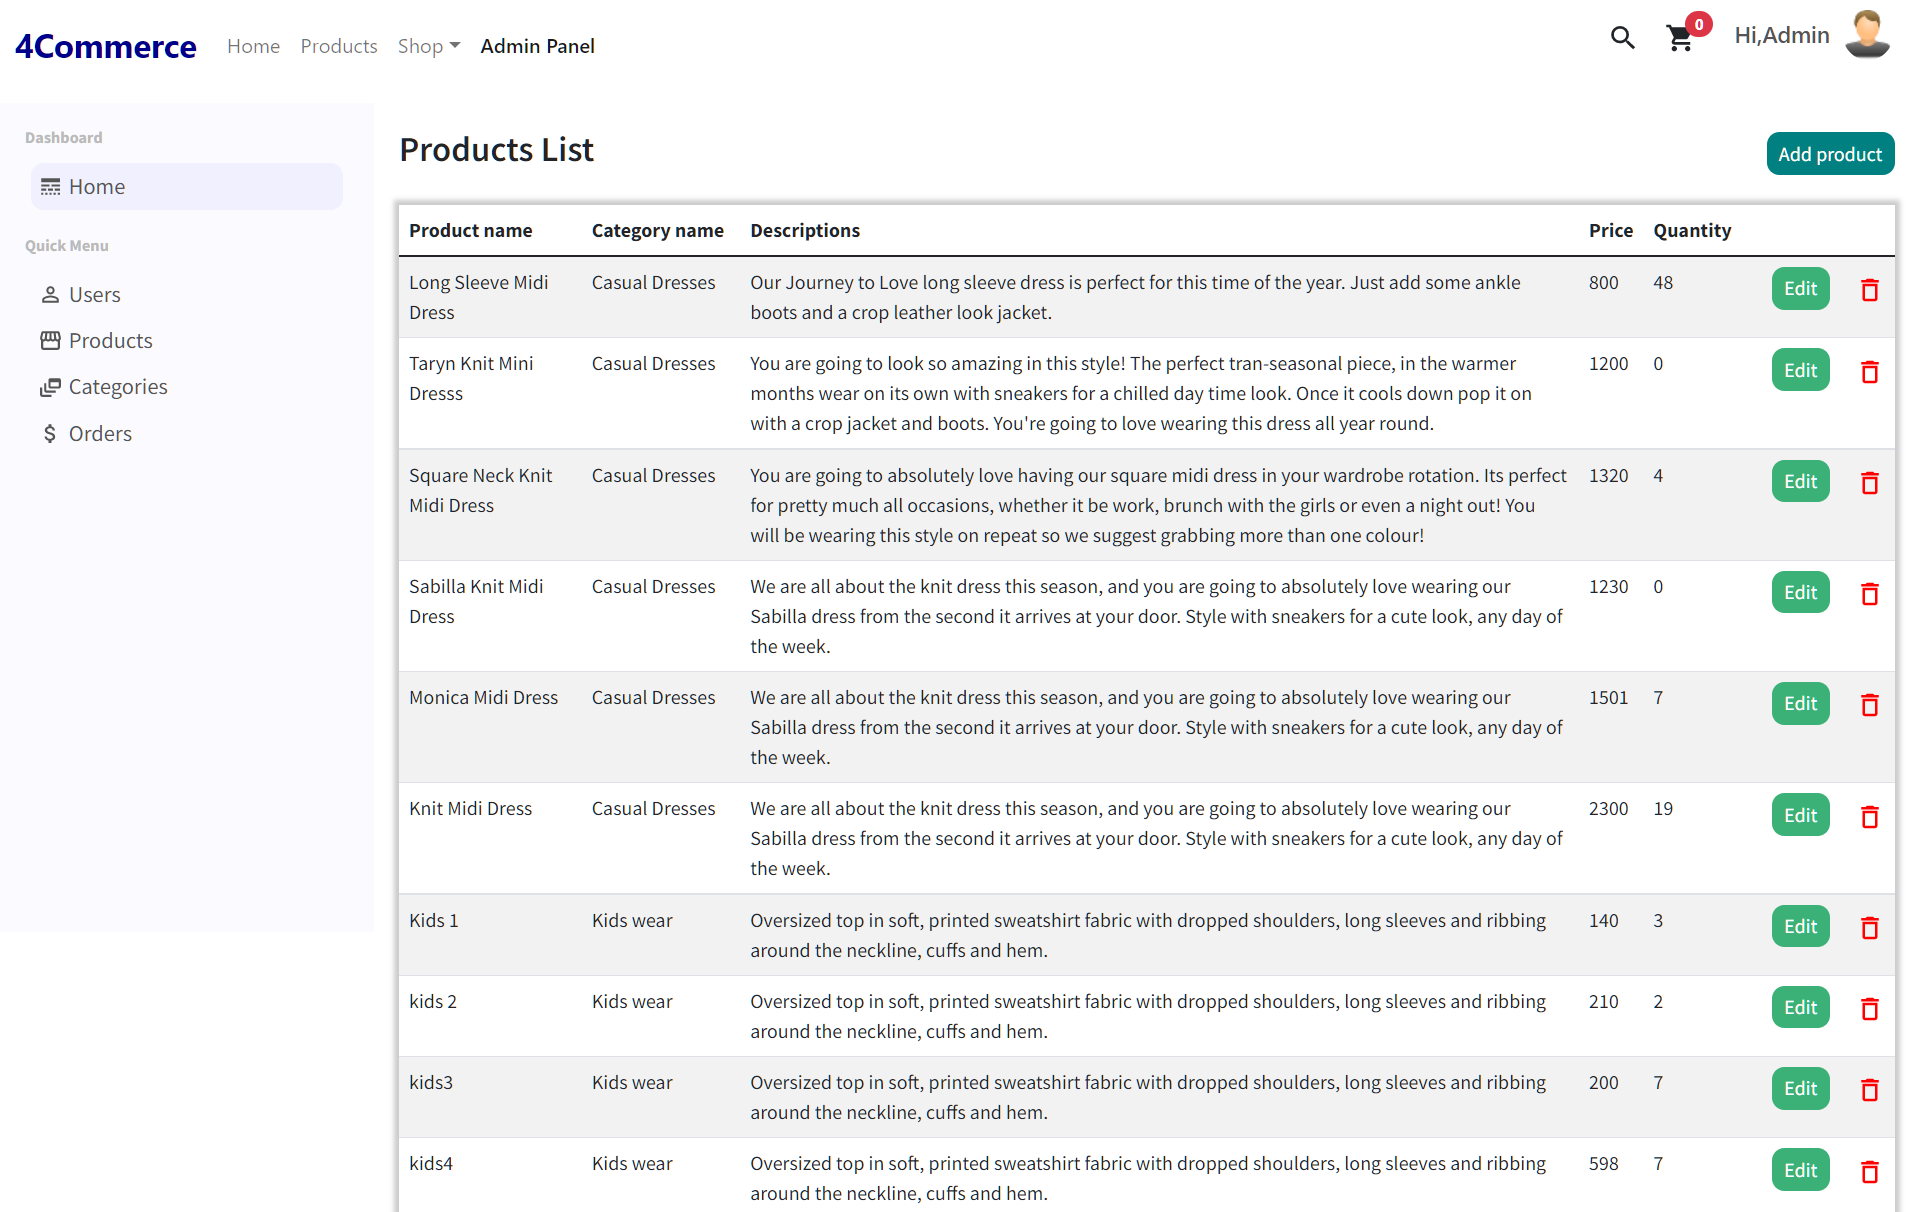 4Commerce Home Products Shop Admin Panel 0 Hi,Admin
Dashboard
Home
Quick Menu
Users
Products
Categories
Orders
Products List
Add product
Product name Category name Descriptions Price Quantity
Long Sleeve Midi Casual Dresses Our Journey to Love long sleeve dress is perfect for this time of the year. Just add some ankle 800 48 Edit
Dress boots and a crop leather look jacket.
Taryn Knit Mini Casual Dresses You are going to look so amazing in this style! The perfect tran-seasonal piece, in the warmer 1200 0 Edit
Dresss months wear on its own with sneakers for a chilled day time look. Once it cools down pop it on
with a crop jacket and boots. You're going to love wearing this dress all year round.
Square Neck Knit Casual Dresses You are going to absolutely love having our square midi dress in your wardrobe rotation. Its perfect 1320 4 Edit
Midi Dress for pretty much all occasions, whether it be work, brunch with the girls or even a night out! You
will be wearing this style on repeat so we suggest grabbing more than one colour!
Sabilla Knit Midi Casual Dresses We are all about the knit dress this season, and you are going to absolutely love wearing our 1230 0 Edit
Dress Sabilla dress from the second it arrives at your door. Style with sneakers for a cute look, any day of
the week.
Monica Midi Dress Casual Dresses We are all about the knit dress this season, and you are going to absolutely love wearing our 1501 7 Edit
Sabilla dress from the second it arrives at your door. Style with sneakers for a cute look, any day of
the week.
Knit Midi Dress Casual Dresses We are all about the knit dress this season, and you are going to absolutely love wearing our 2300 19 Edit
Sabilla dress from the second it arrives at your door. Style with sneakers for a cute look, any day of
the week.
Kids 1 Kids wear Oversized top in soft, printed sweatshirt fabric with dropped shoulders, long sleeves and ribbing 140 3 Edit
around the neckline, cuffs and hem.
kids 2 Kids wear Oversized top in soft, printed sweatshirt fabric with dropped shoulders, long sleeves and ribbing 210 2 Edit
around the neckline, cuffs and hem.
kids3 Kids wear Oversized top in soft, printed sweatshirt fabric with dropped shoulders, long sleeves and ribbing 200 7 Edit
around the neckline, cuffs and hem.
kids4 Kids wear Oversized top in soft, printed sweatshirt fabric with dropped shoulders, long sleeves and ribbing 598 7 Edit
around the neckline, cuffs and hem.